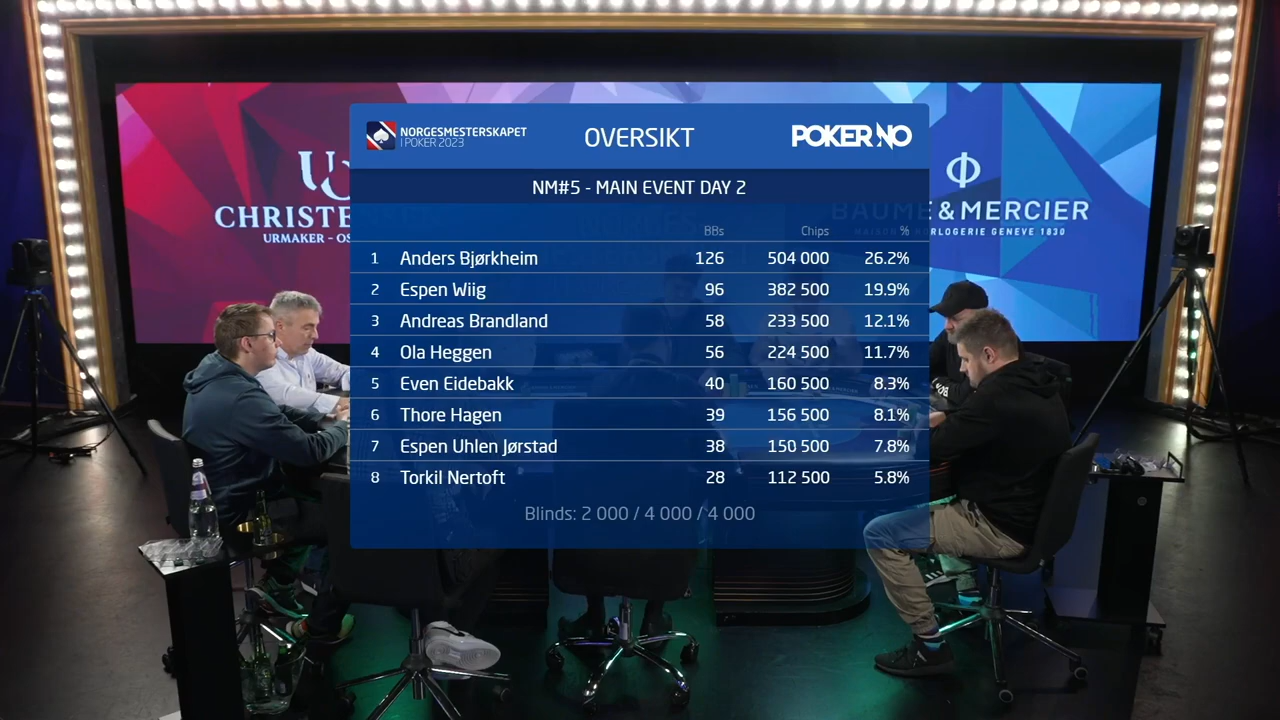 NORGESMESTERSKAPET
I POKER 2023
OVERSIKT
POKER.NO
NM#5 - MAIN EVENT DAY 2
BBs Chips %
1 Anders Bjørkheim 126 504 000 26.2%
2 Espen Wiig 96 382 500 19.9%
3 Andreas Brandland 58 233 500 12.1%
4 Ola Heggen 56 224 500 11.7%
5 Even Eidebakk 40 160 500 8.3%
6 Thore Hagen 39 156 500 8.1%
7 Espen Uhlen Jørstad 38 150 500 7.8%
8 Torkil Nertoft 28 112 500 5.8%
Blinds: 2 000 / 4 000 / 4 000
URMAKER - OS
BAUME & MERCIER
GENEVE 1830